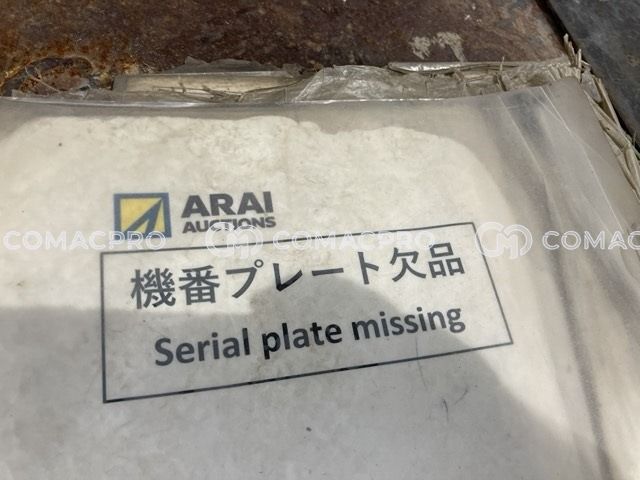 ARAI
AUCTIONS
COMACPRO COMACPRO COMAC
機番プレート欠品
Serial plate missing